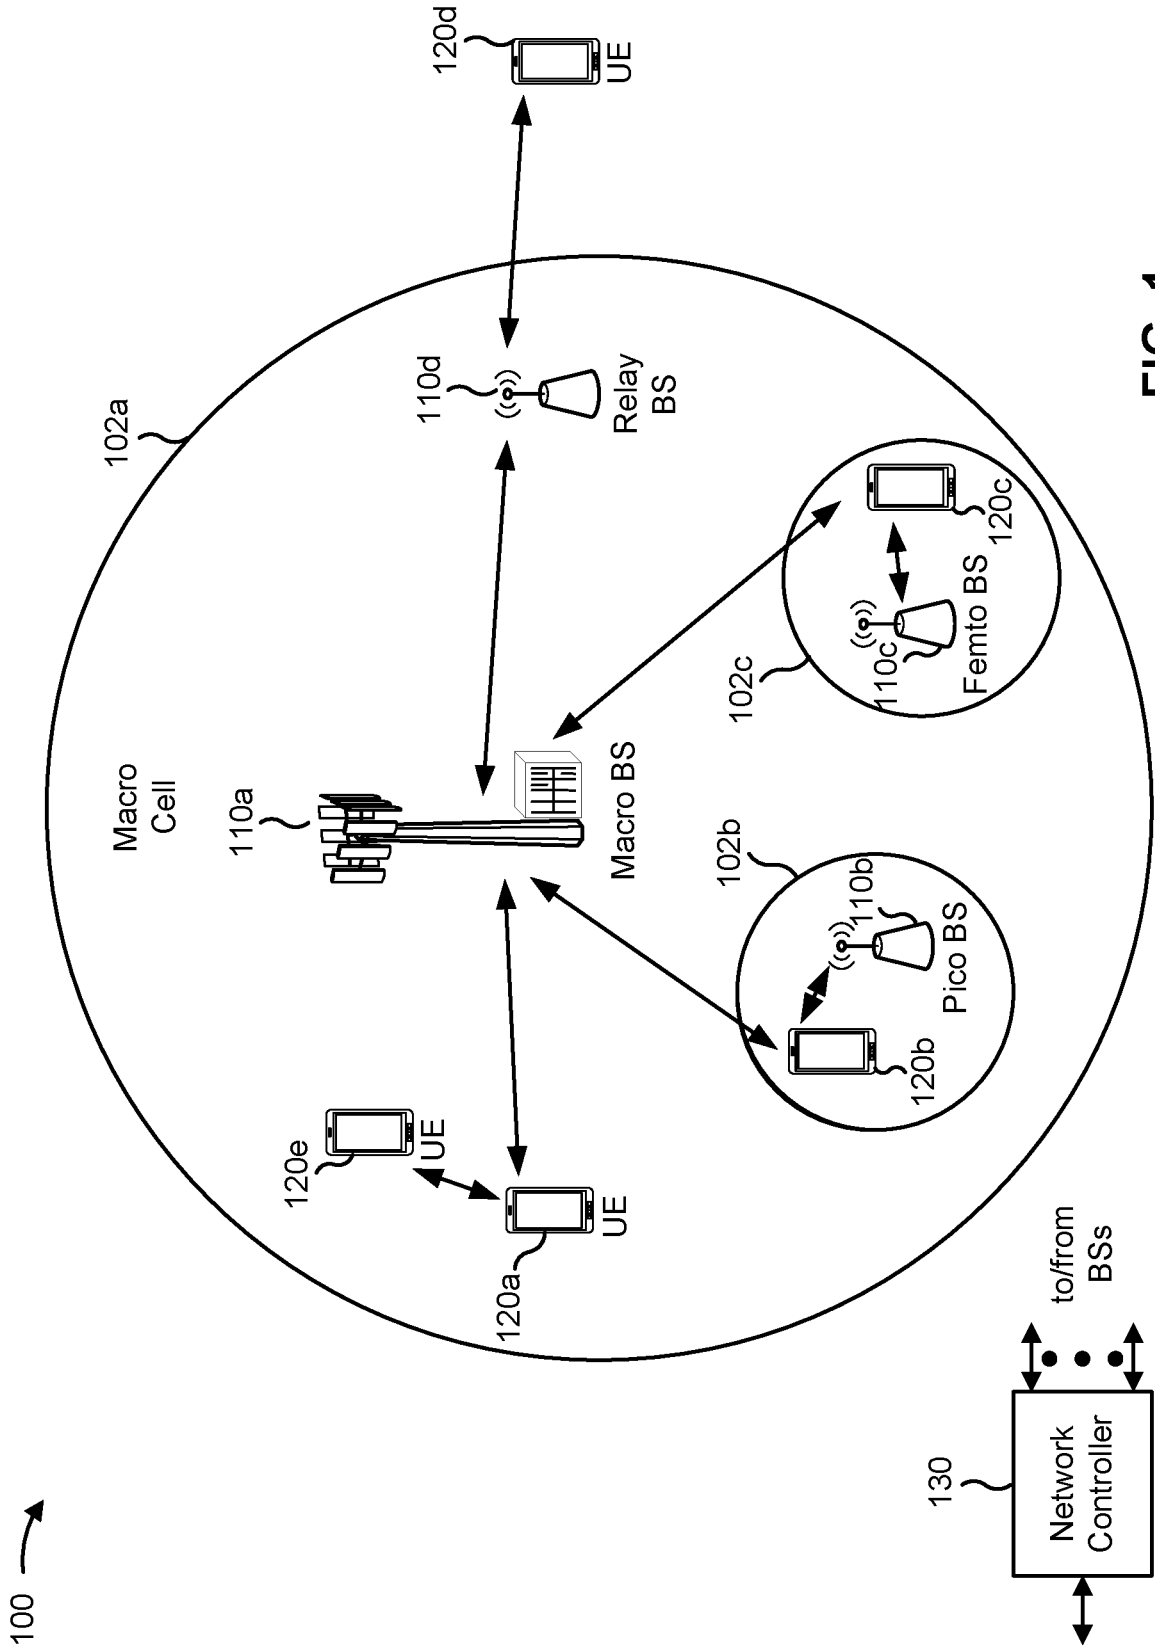 100
Macro
Cell
102a
110a
120e
UE
110d
120d
120a
UE
Macro BS
Relay
BS
UE
102b
102c
110b
110c
120b
Pico BS
Femto BS
120c
130
Network
Controller
to/from
BSs
FIG. 1